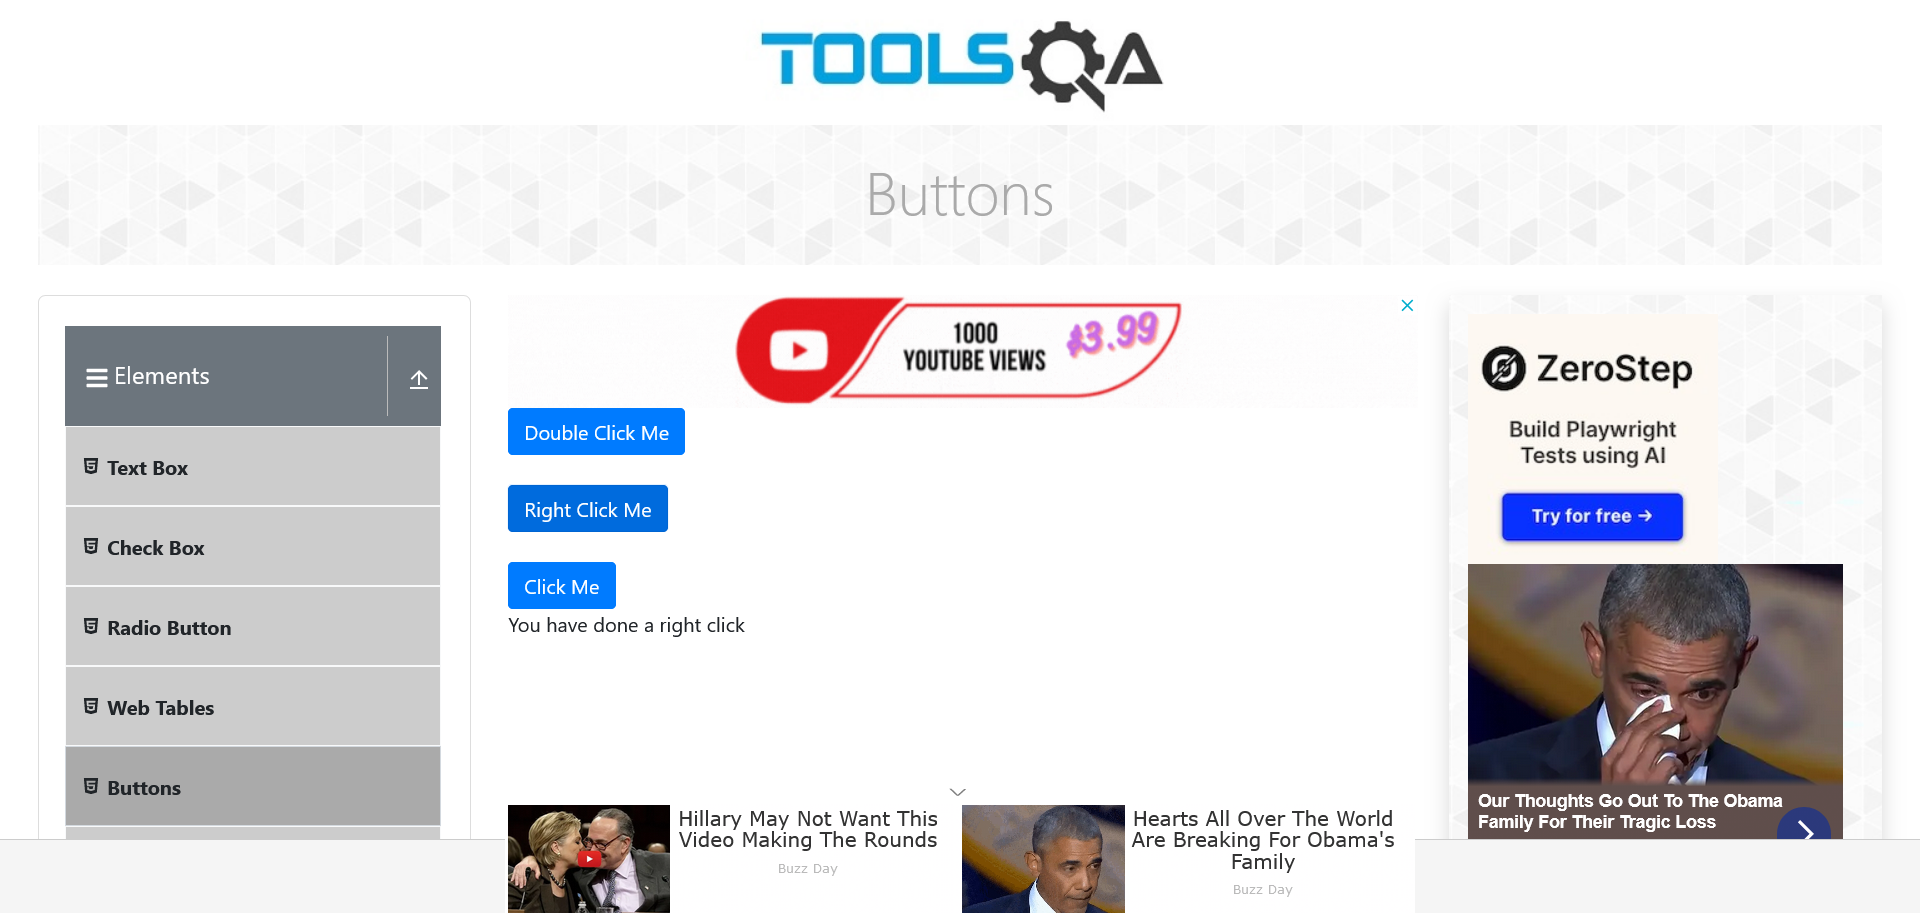 TOOLSQA
Buttons
Elements
Text Box
Check Box
Radio Button
Web Tables
Buttons
1000
YOUTUBE VIEWS
$3.99
Double Click Me
Right Click Me
Click Me
You have done a right click
Hillary May Not Want This
Video Making The Rounds
Buzz Day
Hearts All Over The World
Are Breaking For Obama's
Family
Buzz Day
ZeroStep
Build Playwright
Tests using AI
Try for free →
Our Thoughts Go Out To The Obama
Family For Their Tragic Loss